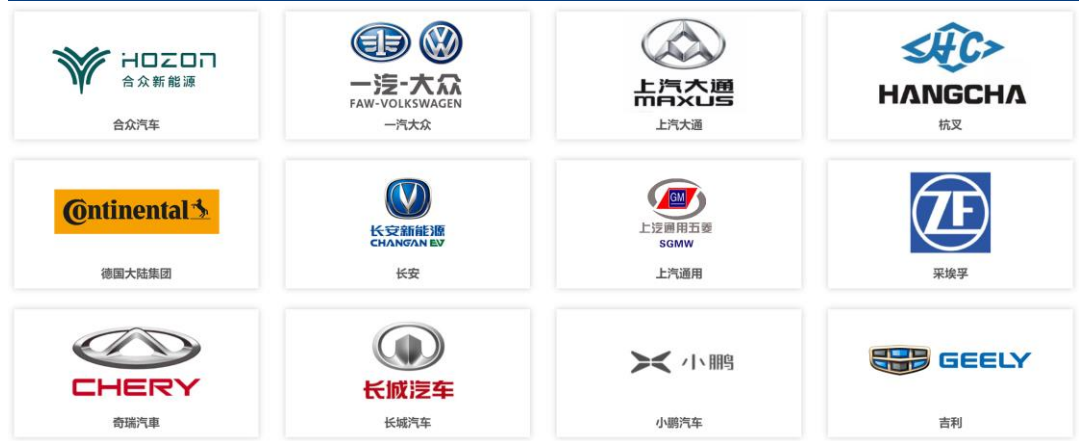 HOZON
合众新能源
合众汽车
一汽-大众
FAW-VOLKSWAGEN
一汽大众
上汽大通
MAXUS
上汽大通
HC
HANGCHA
杭叉
Continental
德国大陆集团
长安新能源
CHANGAN EV
长安
GM
上汽通用五菱
SGMW
上汽通用
ZF
采埃孚
CHERY
奇瑞汽車
长城汽车
长城汽车
小鹏
小鹏汽车
GEELY
吉利